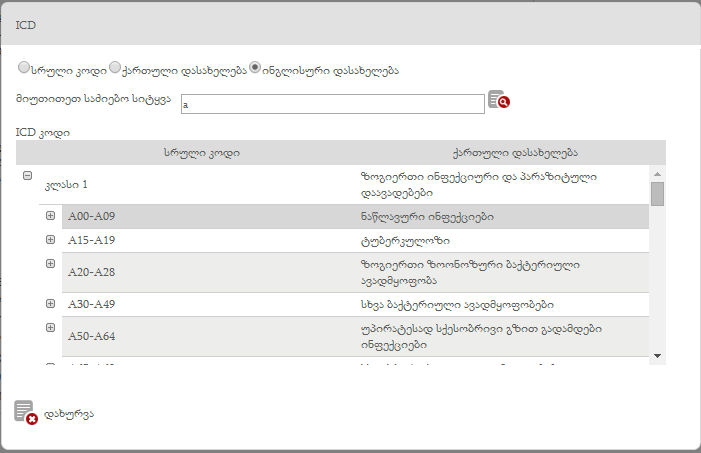 ICD
სრული კოდი ქართული დასახელება ინგლისური დასახელება
მიუთითეთ საძიებო სიტყვა a
ICD კოდი
სრული კოდი ქართული დასახელება
კლასი 1 ზოგიერთი ინფექციური და პარაზიტული
დაავადებები
A00-A09 ნაწლავური ინფექციები
A15-A19 ტუბერკულოზი
A20-A28 ზოგიერთი ზოონოზური ბაქტერიული
ავადმყოფობა
A30-A49 სხვა ბაქტერიული ავადმყოფობები
A50-A64 უპირატესად სქესობრივი გზით გადამდები
ინფექციები
დახურვა